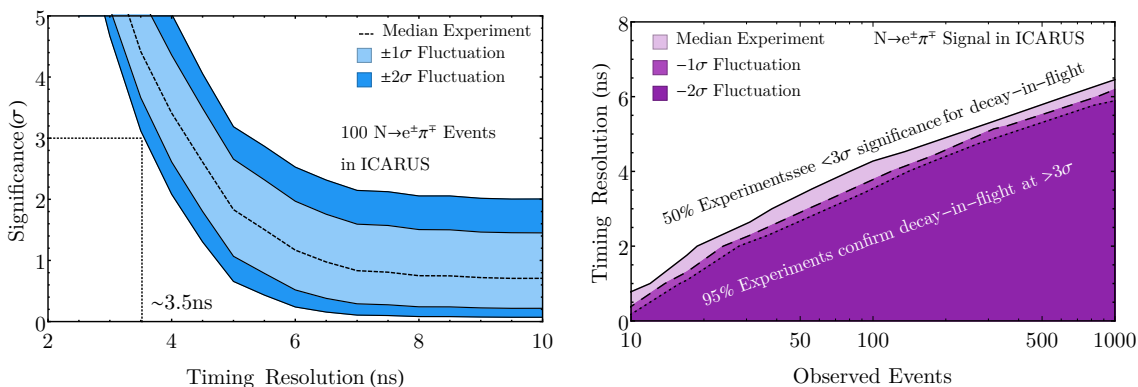 5
4
3
2
1
0
2
4
6
8
10
Significance (σ)
Timing Resolution (ns)
Median Experiment
±1σ Fluctuation
±2σ Fluctuation
100 N→e±π∓ Events
in ICARUS
~3.5ns
8
6
4
2
0
10
50
100
500
1000
Timing Resolution (ns)
Observed Events
Median Experiment
−1σ Fluctuation
−2σ Fluctuation
N→e±π∓ Signal in ICARUS
50% Experimentssee <3σ significance for decay-in-flight
95% Experiments confirm decay-in-flight at >3σ